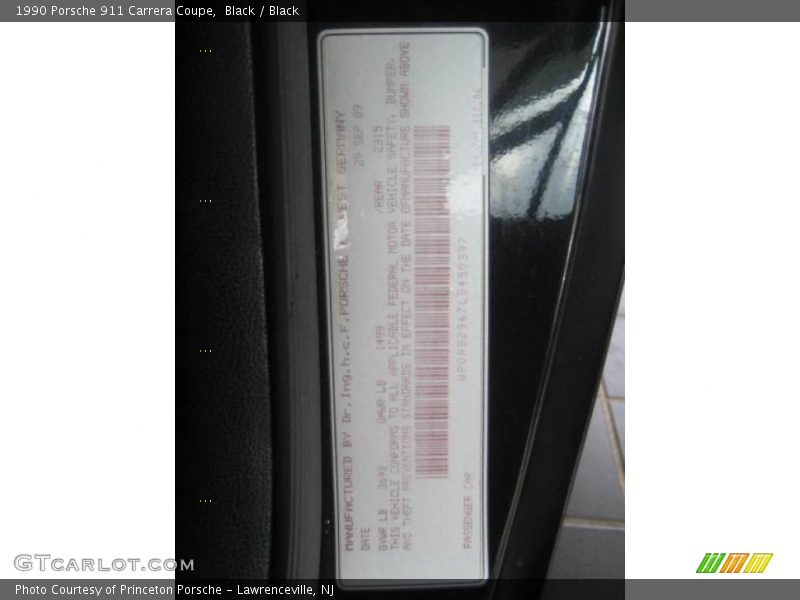 1990 Porsche 911 Carrera Coupe,  Black / Black
MANUFACTURED BY Dr.Ing.h.c.F.PORSCHE WEST GERMANY
DATE 29 SEP 89
GVWR LB 3693 GAWR LB 1499 /REAR 2315
THIS VEHICLE CONFORMS TO ALL APPLICABLE FEDERAL MOTOR VEHICLE SAFETY, BUMPER,
AND THEFT PREVENTIONS STANDARDS IN EFFECT ON THE DATE OF MANUFACTURE SHOWN ABOVE
WP0AB2967LS450397
PASSENGER CAR
GTCarLot.com
Photo Courtesy of Princeton Porsche – Lawrenceville, NJ